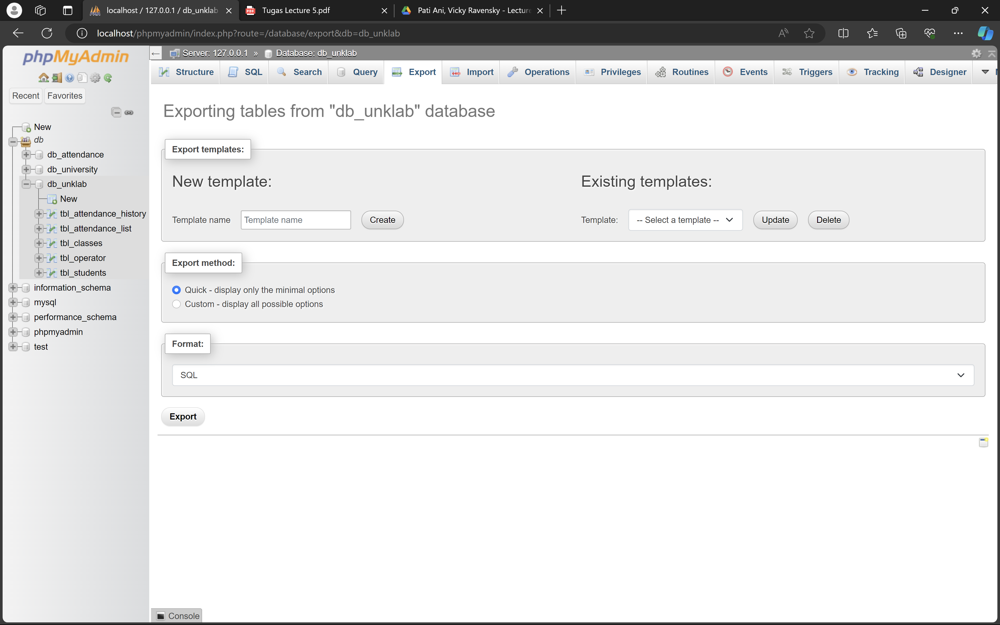 localhost / 127.0.0.1 / db_unklab
Tugas Lecture 5.pdf
Pati Ani, Vicky Ravensky - Lecture
localhost/phpmyadmin/index.php?route=/database/export&db=db_unklab
phpMyAdmin
Recent Favorites
New
db
db_attendance
db_university
db_unklab
New
tbl_attendance_history
tbl_attendance_list
tbl_classes
tbl_operator
tbl_students
information_schema
mysql
performance_schema
phpmyadmin
test
Server: 127.0.0.1 » Database: db_unklab
Structure SQL Search Query Export Import Operations Privileges Routines Events Triggers Tracking Designer
Exporting tables from "db_unklab" database
Export templates:
New template:
Template name Template name Create
Existing templates:
Template: -- Select a template -- Update Delete
Export method:
Quick - display only the minimal options
Custom - display all possible options
Format:
SQL
Export
Console